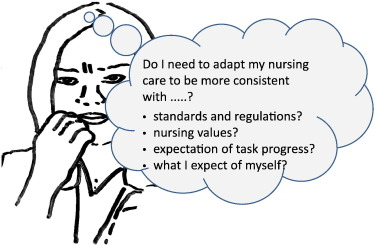 Do I need to adapt my nursing
care to be more consistent
with .....?
• standards and regulations?
• nursing values?
• expectation of task progress?
• what I expect of myself?